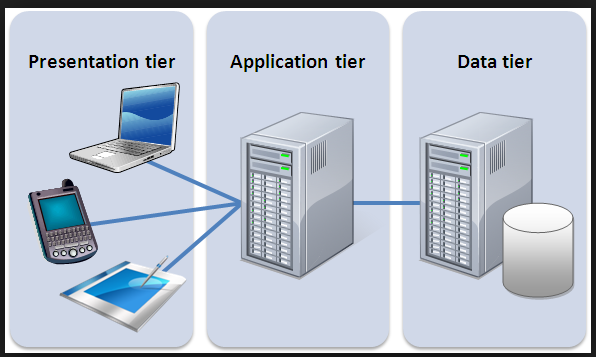 Presentation tier
Application tier
Data tier